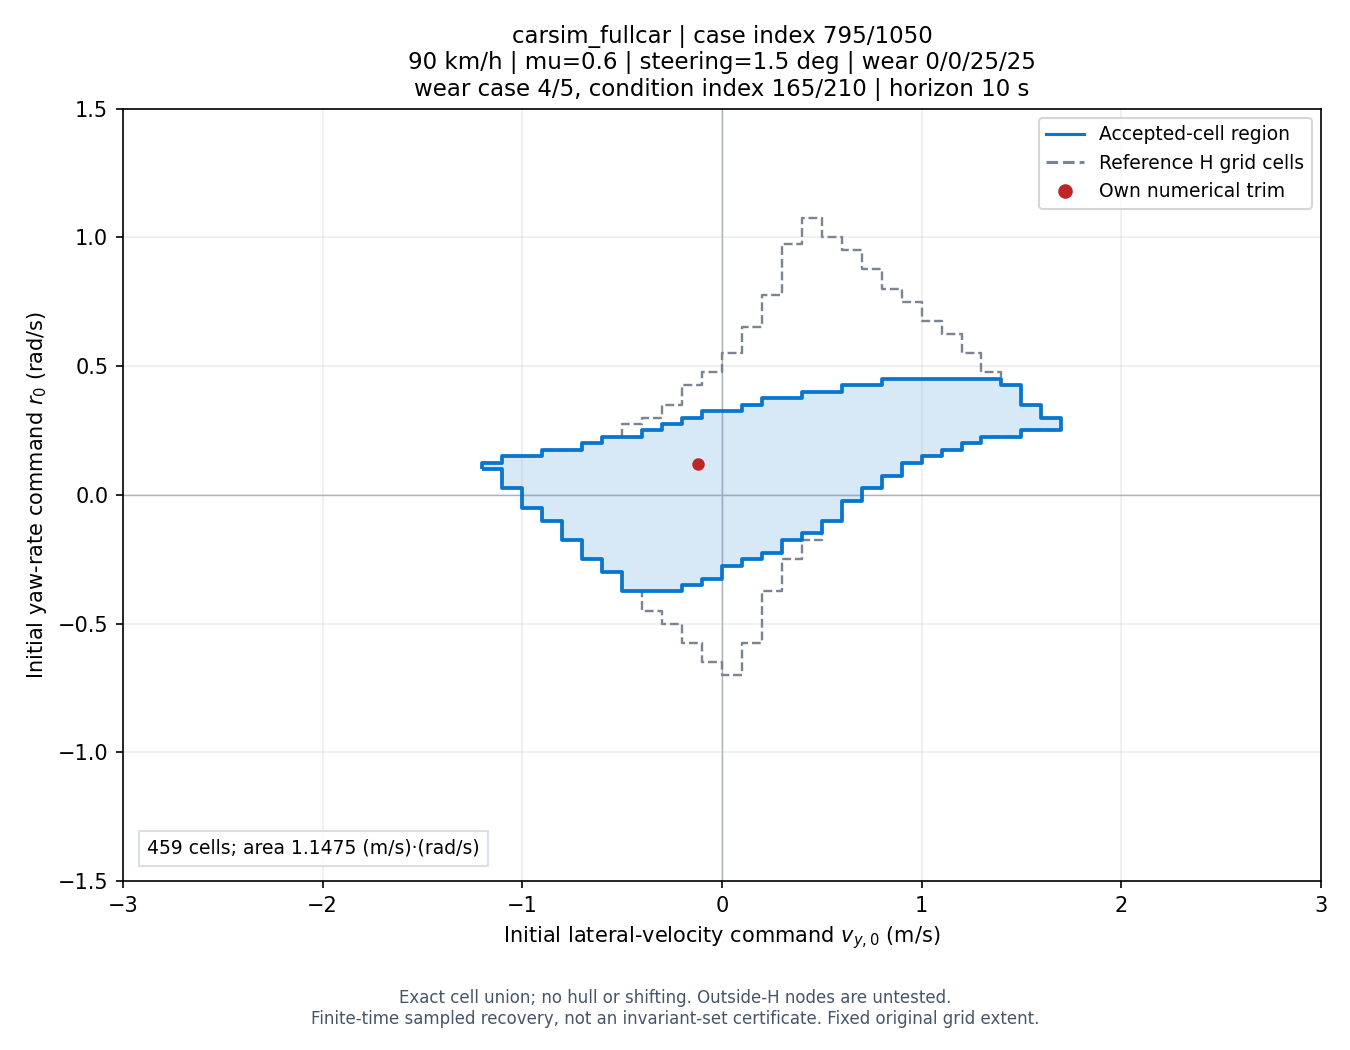 carsim_fullcar | case index 795/1050
90 km/h | mu=0.6 | steering=1.5 deg | wear 0/0/25/25
wear case 4/5, condition index 165/210 | horizon 10 s
Accepted-cell region
Reference H grid cells
Own numerical trim
1.5
1.0
0.5
0.0
−0.5
−1.0
−1.5
Initial yaw-rate command r₀ (rad/s)
459 cells; area 1.1475 (m/s)·(rad/s)
−3
−2
−1
0
1
2
3
Initial lateral-velocity command v_{y,0} (m/s)
Exact cell union; no hull or shifting. Outside-H nodes are untested.
Finite-time sampled recovery, not an invariant-set certificate. Fixed original grid extent.